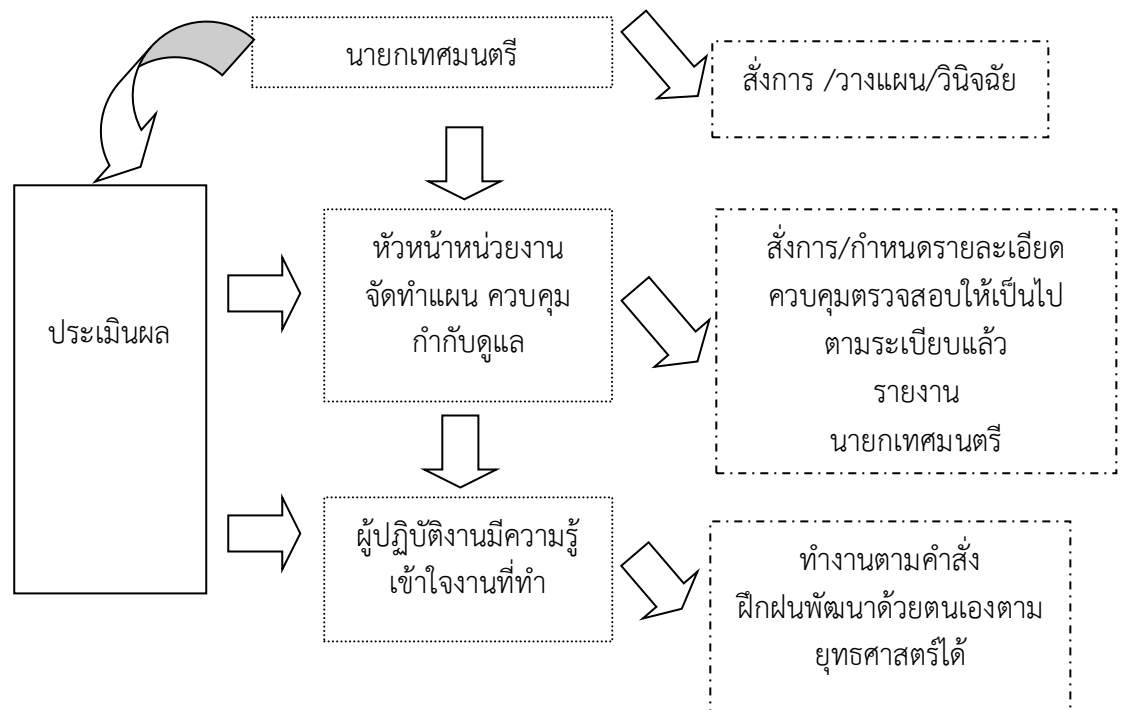 นายกเทศมนตรี
สั่งการ /วางแผน/วินิจฉัย
หัวหน้าหน่วยงาน
จัดทำแผน ควบคุม
กำกับดูแล
สั่งการ/กำหนดรายละเอียด
ควบคุมตรวจสอบให้เป็นไป
ตามระเบียบแล้ว
รายงาน
นายกเทศมนตรี
ประเมินผล
ผู้ปฏิบัติงานมีความรู้
เข้าใจงานที่ทำ
ทำงานตามคำสั่ง
ฝึกฝนพัฒนาด้วยตนเองตาม
ยุทธศาสตร์ได้